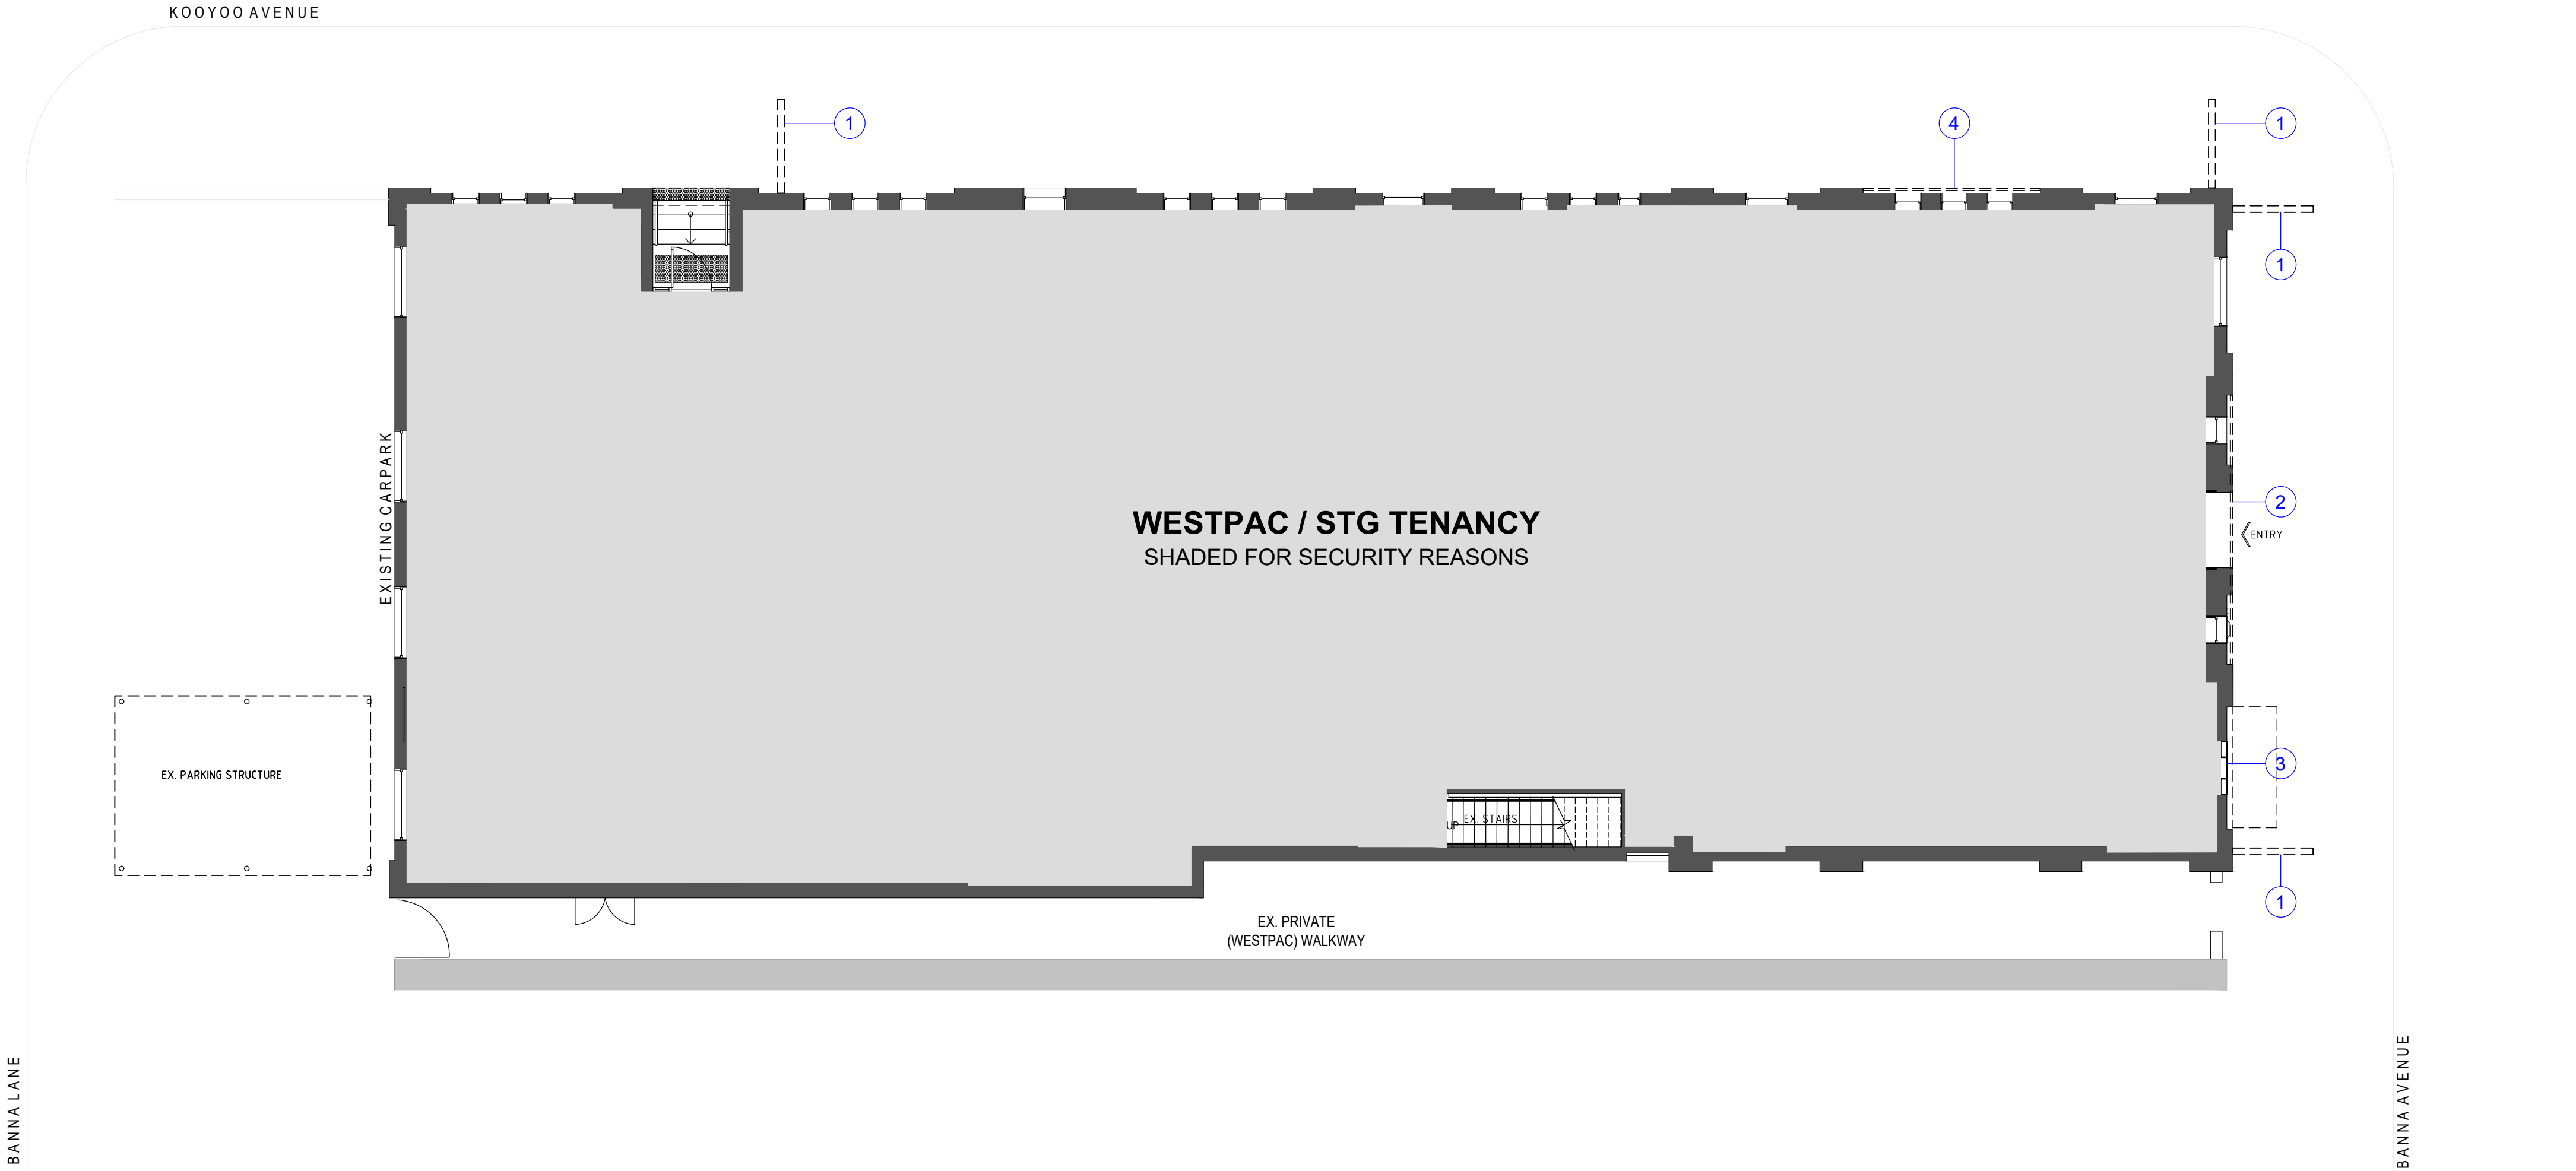 KOOYOO AVENUE
1
4
1
1
WESTPAC / STG TENANCY
SHADED FOR SECURITY REASONS
2
ENTRY
EXISTING CARPARK
3
EX. PARKING STRUCTURE
EX. STAIRS
UP
1
EX. PRIVATE
(WESTPAC) WALKWAY
BANNA LANE
BANNA AVENUE